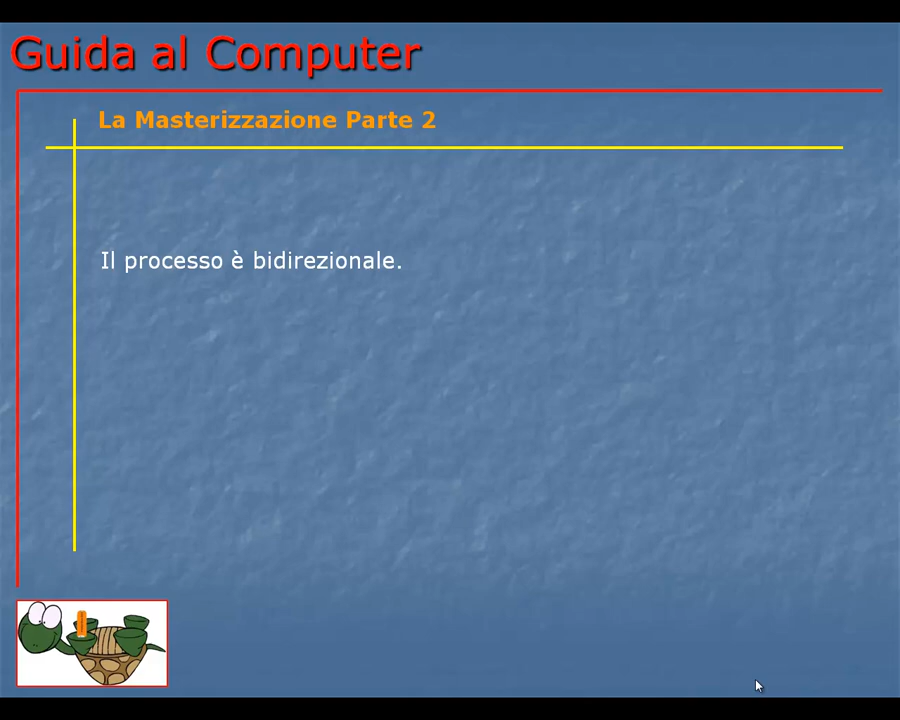 Guida al Computer
La Masterizzazione Parte 2
Il processo è bidirezionale.